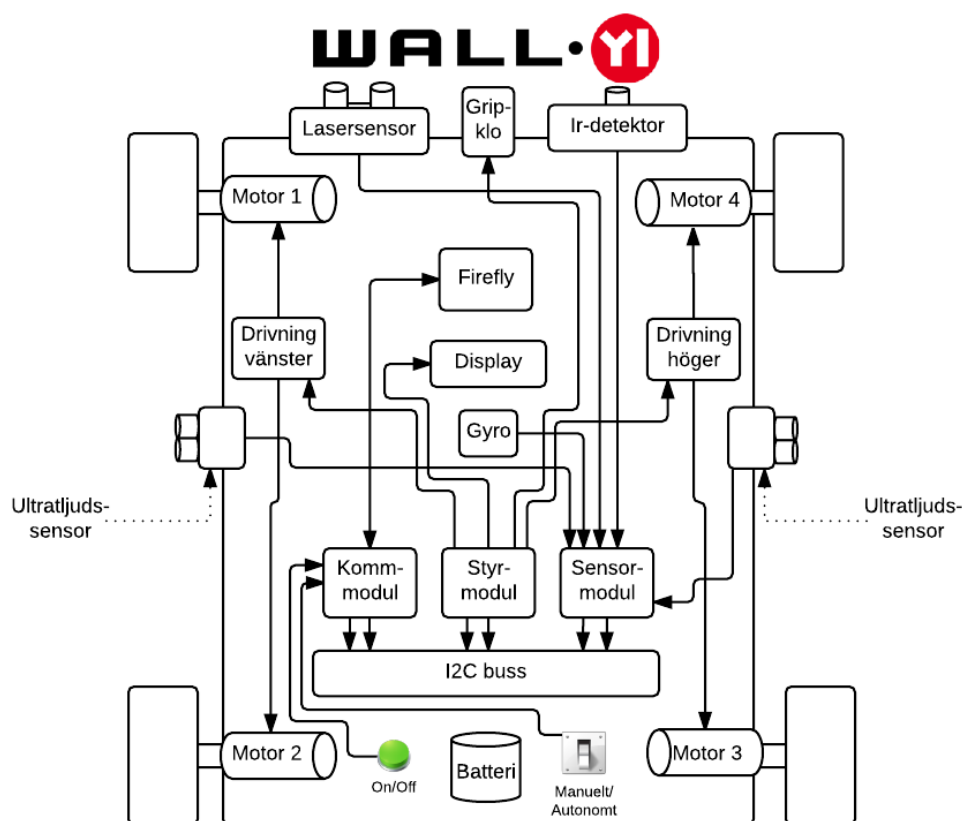 WALL·YI
Lasersensor
Grip-
klo
Ir-detektor
Motor 1
Motor 4
Firefly
Drivning
vänster
Display
Drivning
höger
Gyro
Ultratljuds-
sensor
Ultratljuds-
sensor
Komm-
modul
Styr-
modul
Sensor-
modul
I2C buss
Motor 2
On/Off
Batteri
Manuelt/
Autonomt
Motor 3